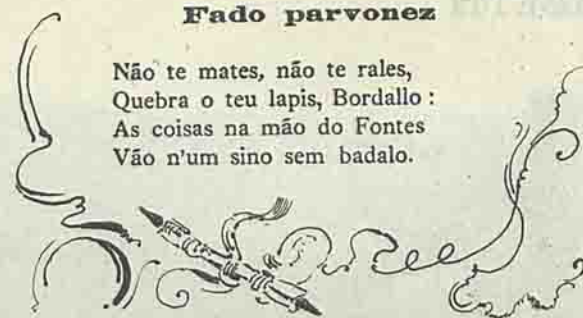 Fado parvonez
Não te mates, não te rales,
Quebra o teu lapis, Bordallo :
As coisas na mão do Fontes
Vão n'um sino sem badalo.